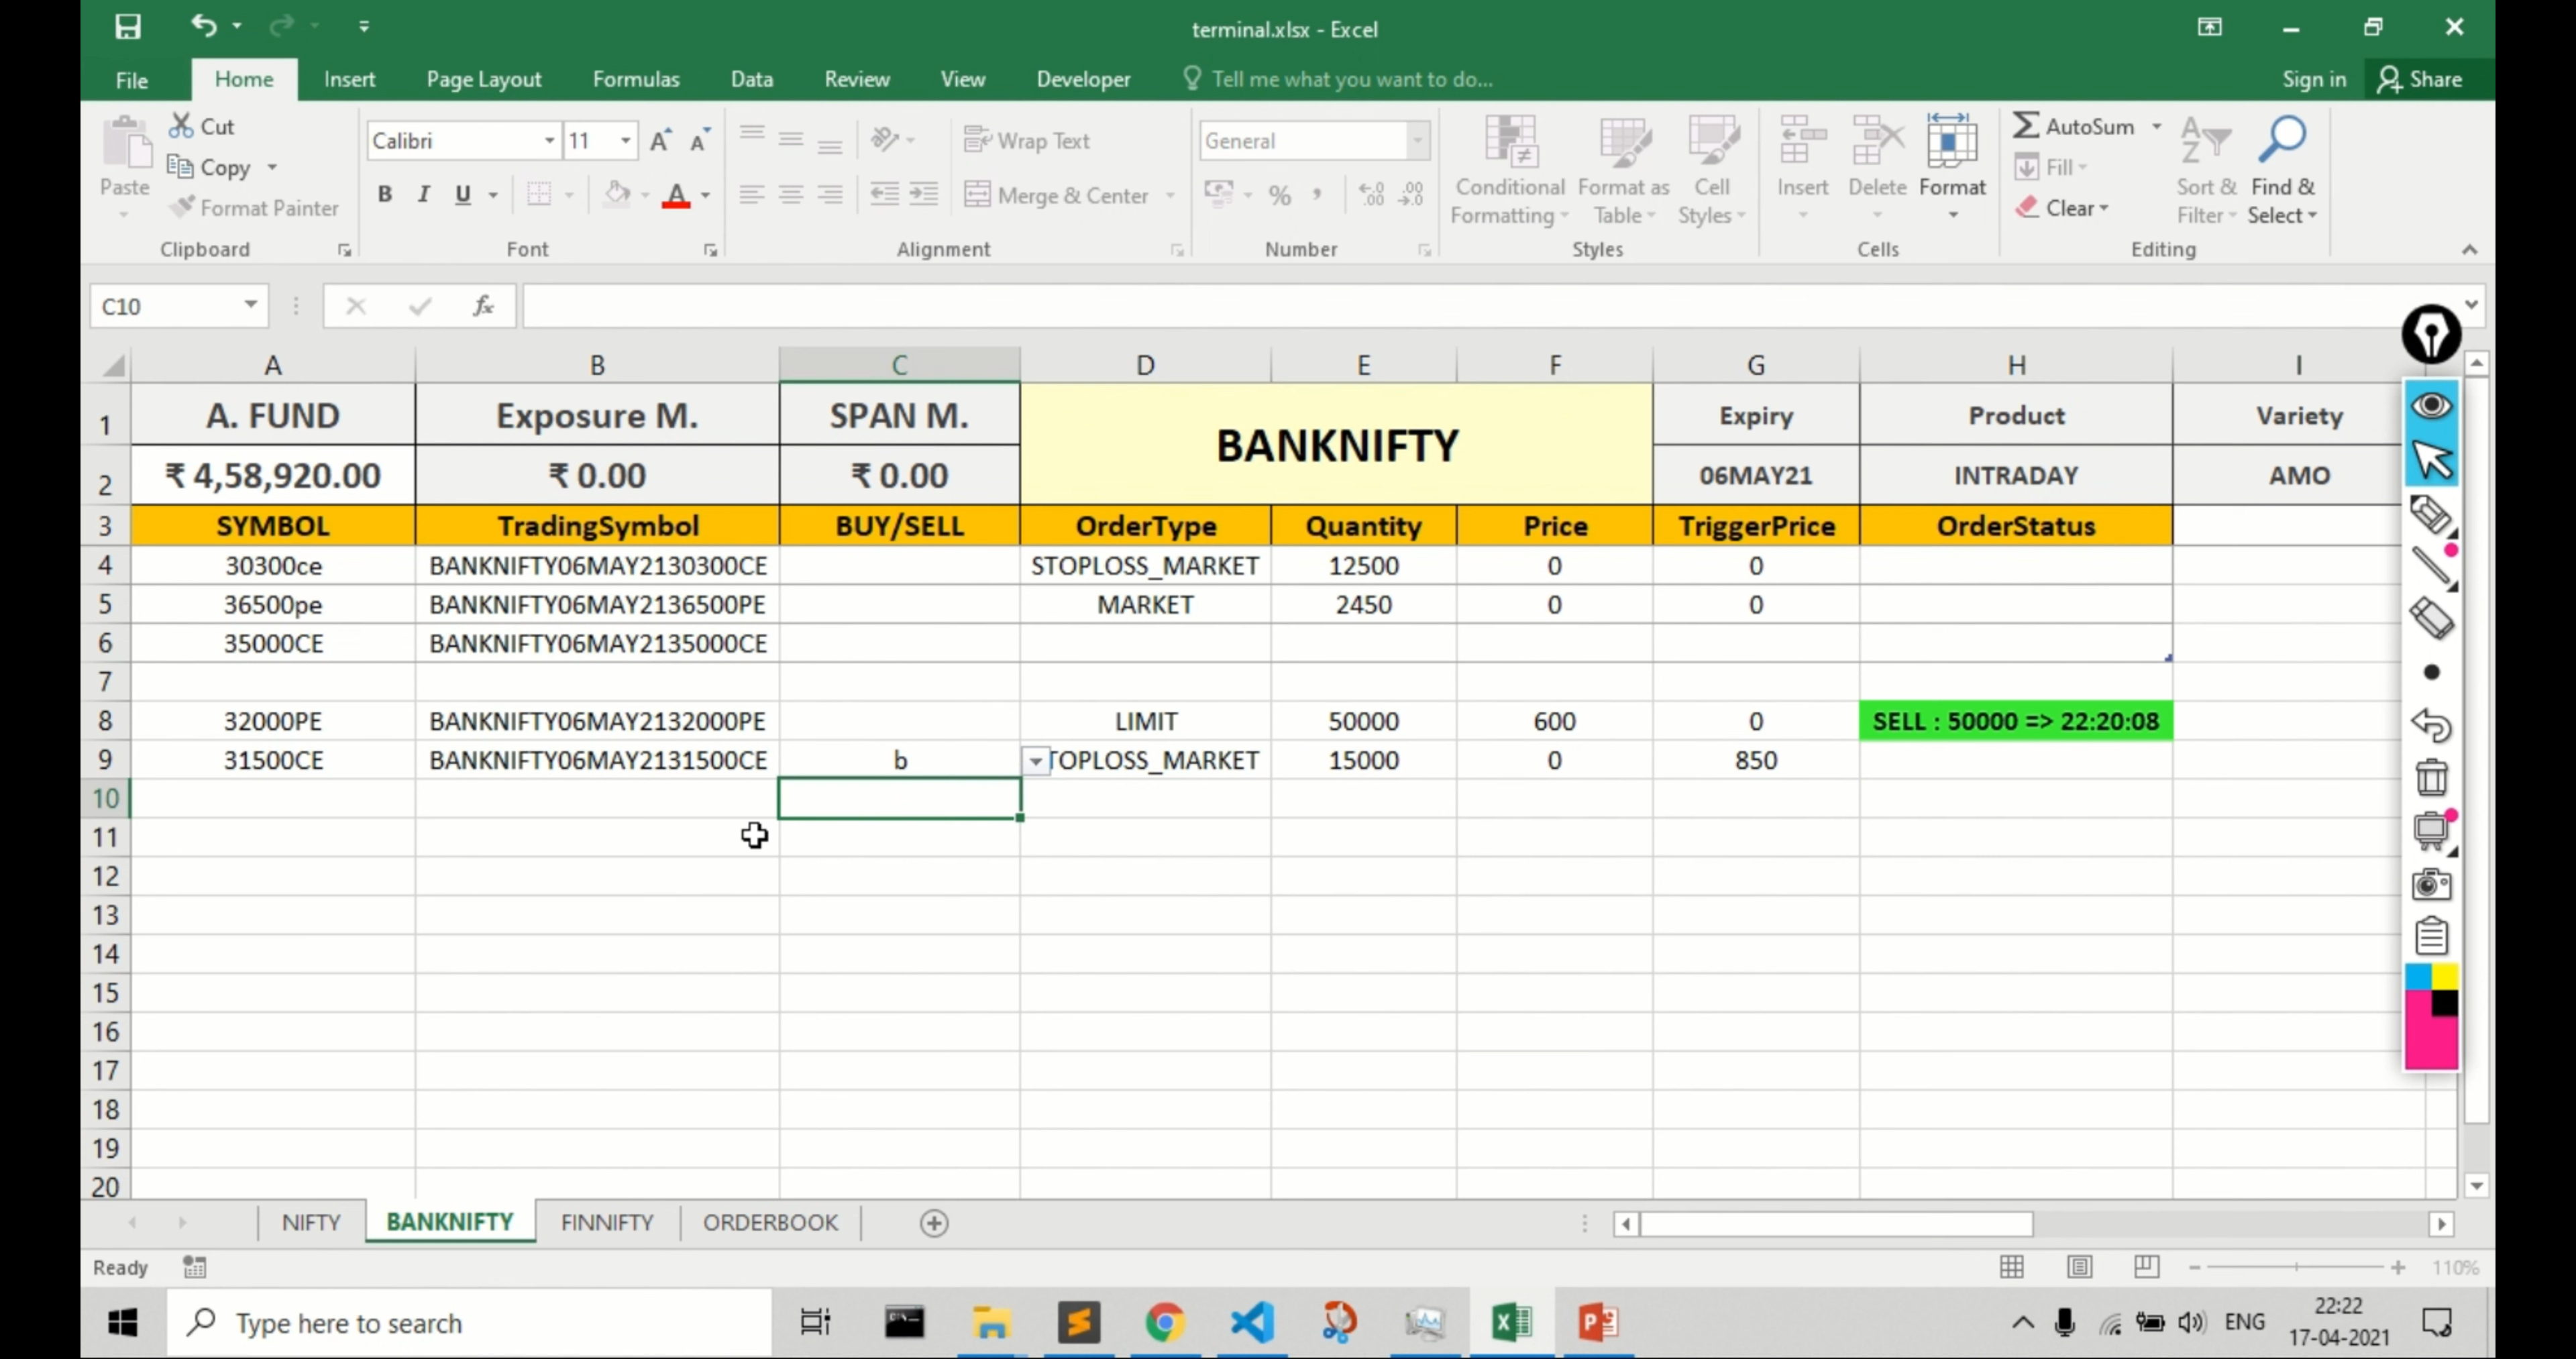 terminal.xlsx - Excel
File Home Insert Page Layout Formulas Data Review View Developer Tell me what you want to do... Sign in Share
Cut
Copy
Format Painter
Paste
Clipboard
Calibri 11
B I U
Font
Wrap Text
Merge & Center
Alignment
General
Number
Conditional Formatting
Format as Table
Cell Styles
Styles
Insert Delete Format
Cells
AutoSum
Fill
Clear
Sort & Filter
Find & Select
Editing
C10
A B C D E F G H I
1 A. FUND Exposure M. SPAN M. BANKNIFTY Expiry Product Variety
2 ₹ 4,58,920.00 ₹ 0.00 ₹ 0.00 06MAY21 INTRADAY AMO
3 SYMBOL TradingSymbol BUY/SELL OrderType Quantity Price TriggerPrice OrderStatus
4 30300ce BANKNIFTY06MAY2130300CE STOPLOSS_MARKET 12500 0 0
5 36500pe BANKNIFTY06MAY2136500PE MARKET 2450 0 0
6 35000CE BANKNIFTY06MAY2135000CE
7
8 32000PE BANKNIFTY06MAY2132000PE LIMIT 50000 600 0 SELL : 50000 => 22:20:08
9 31500CE BANKNIFTY06MAY2131500CE b TOPLOSS_MARKET 15000 0 850
10
11
12
13
14
15
16
17
18
19
20
NIFTY BANKNIFTY FINNIFTY ORDERBOOK
Ready 110%
Type here to search
ENG
22:22
17-04-2021